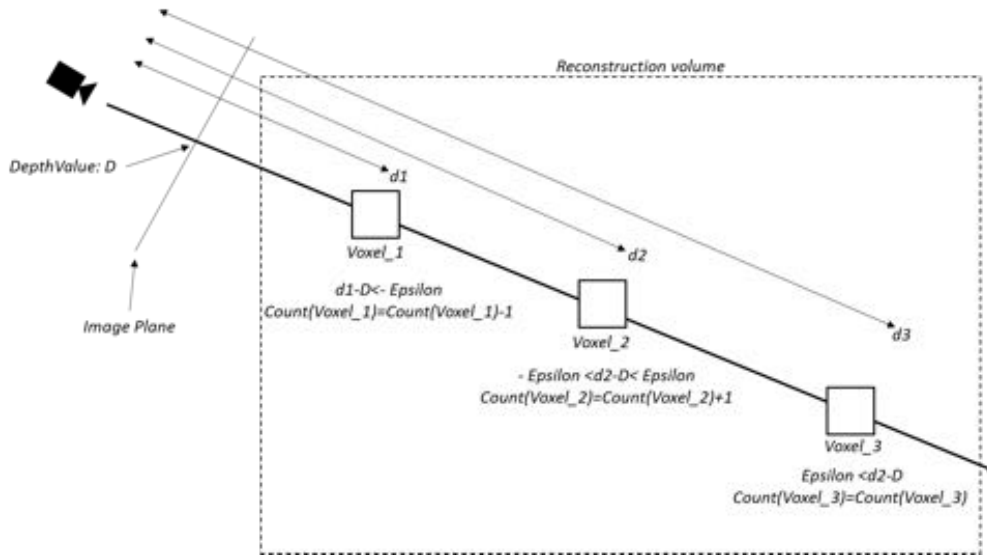 Reconstruction volume
DepthValue: D
d1
Voxel_1
d2
d1-D<- Epsilon
Count(Voxel_1)=Count(Voxel_1)-1
Image Plane
d3
Voxel_2
- Epsilon <d2-D< Epsilon
Count(Voxel_2)=Count(Voxel_2)+1
Voxel_3
Epsilon <d2-D
Count(Voxel_3)=Count(Voxel_3)